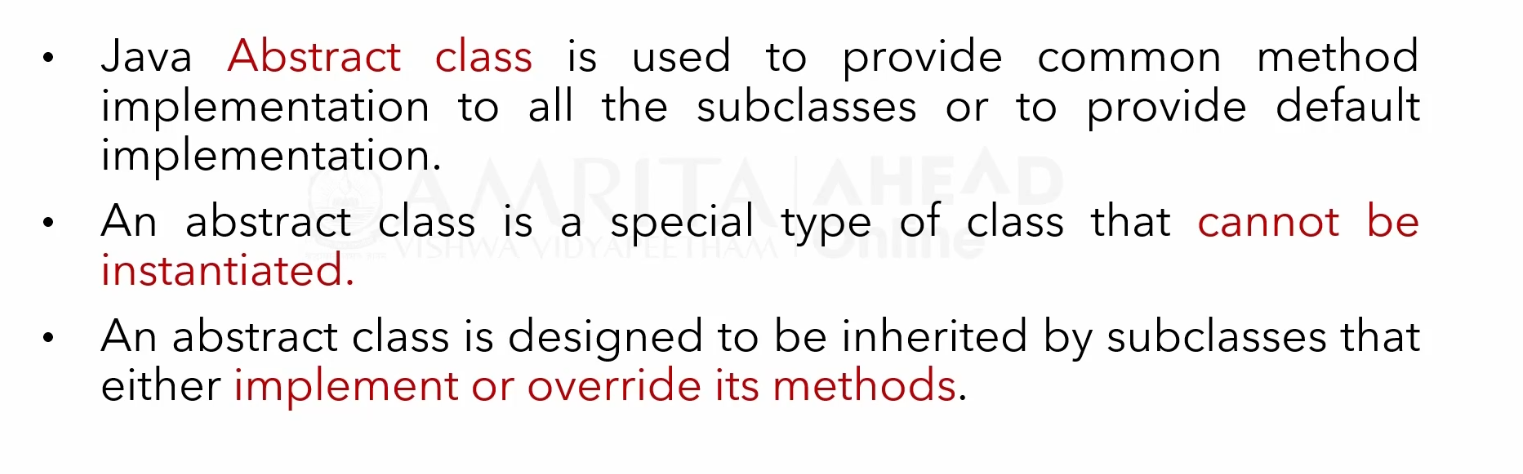 • Java Abstract class is used to provide common method
implementation to all the subclasses or to provide default
implementation.
• An abstract class is a special type of class that cannot be
instantiated.
• An abstract class is designed to be inherited by subclasses that
either implement or override its methods.
AMRITA
VISHWA VIDYAPEETHAM
AHEAD
Online